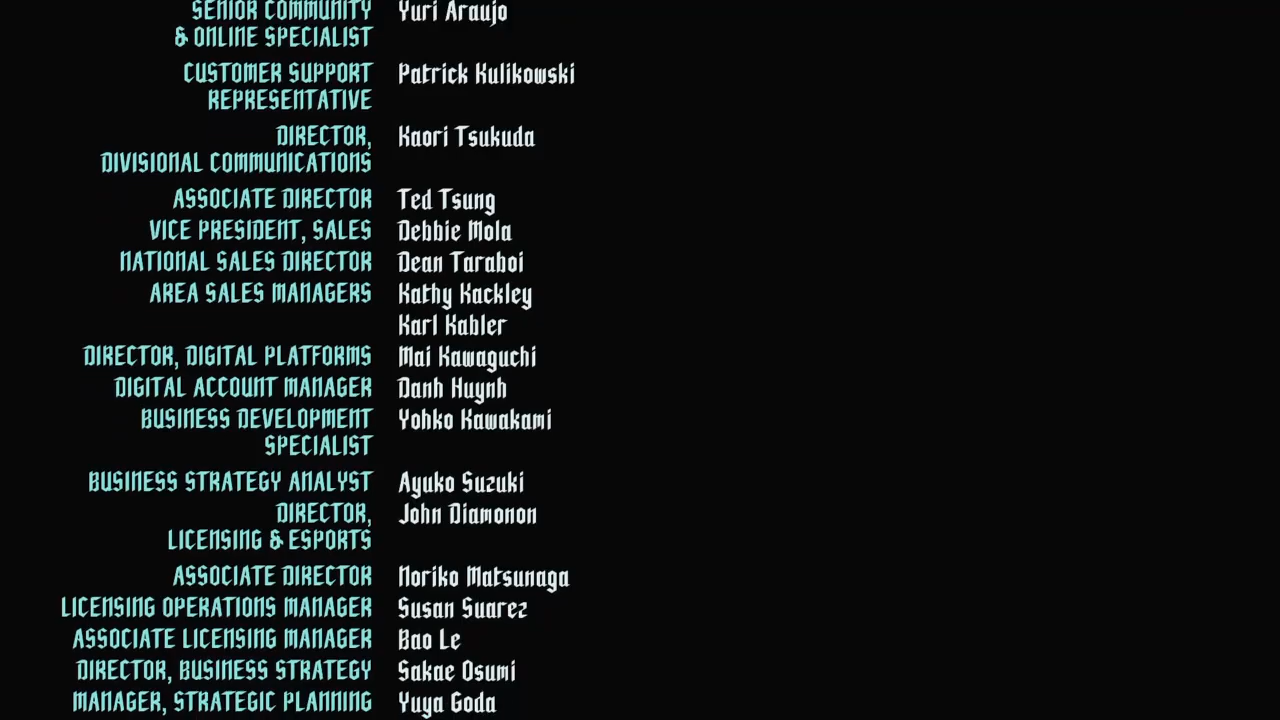 SENIOR COMMUNITY Yuri Araujo
& ONLINE SPECIALIST
CUSTOMER SUPPORT Patrick Kulikowski
REPRESENTATIVE
DIRECTOR, Kaori Tsukuda
DIVISIONAL COMMUNICATIONS
ASSOCIATE DIRECTOR Ted Tsung
VICE PRESIDENT, SALES Debbie Mola
NATIONAL SALES DIRECTOR Dean Taraboi
AREA SALES MANAGERS Kathy Kackley
Karl Kabler
DIRECTOR, DIGITAL PLATFORMS Mai Kawaguchi
DIGITAL ACCOUNT MANAGER Danh Huynh
BUSINESS DEVELOPMENT Yohko Kawakami
SPECIALIST
BUSINESS STRATEGY ANALYST Ayuko Suzuki
DIRECTOR, John Diamonon
LICENSING & ESPORTS
ASSOCIATE DIRECTOR Noriko Matsunaga
LICENSING OPERATIONS MANAGER Susan Suarez
ASSOCIATE LICENSING MANAGER Bao Le
DIRECTOR, BUSINESS STRATEGY Sakae Osumi
MANAGER, STRATEGIC PLANNING Yuya Goda